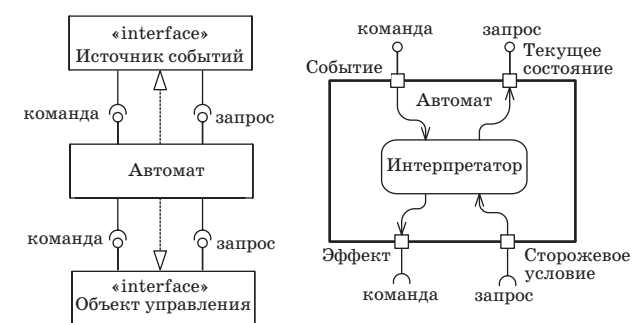 «interface»
Источник событий
команда
запрос
Автомат
команда
запрос
«interface»
Объект управления
команда
запрос
Событие
Текущее
состояние
Автомат
Интерпретатор
Эффект
Сторожевое
условие
команда
запрос